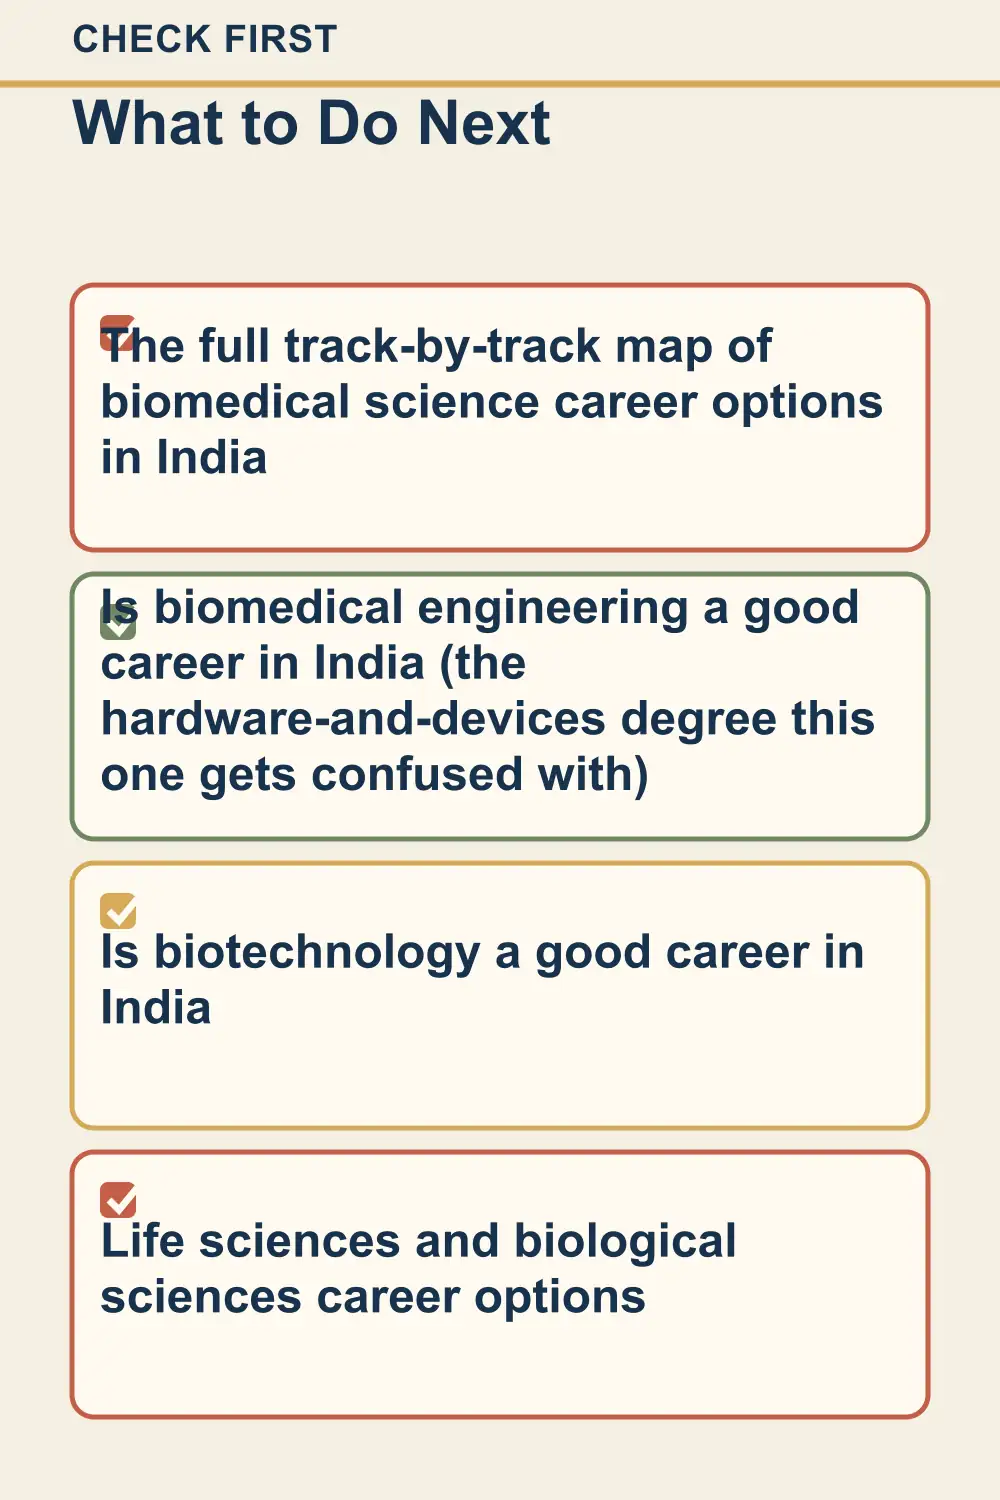 CHECK FIRST
What to Do Next
The full track-by-track map of
biomedical science career options
in India
Is biomedical engineering a good
career in India (the
hardware-and-devices degree this
one gets confused with)
Is biotechnology a good career in
India
Life sciences and biological
sciences career options